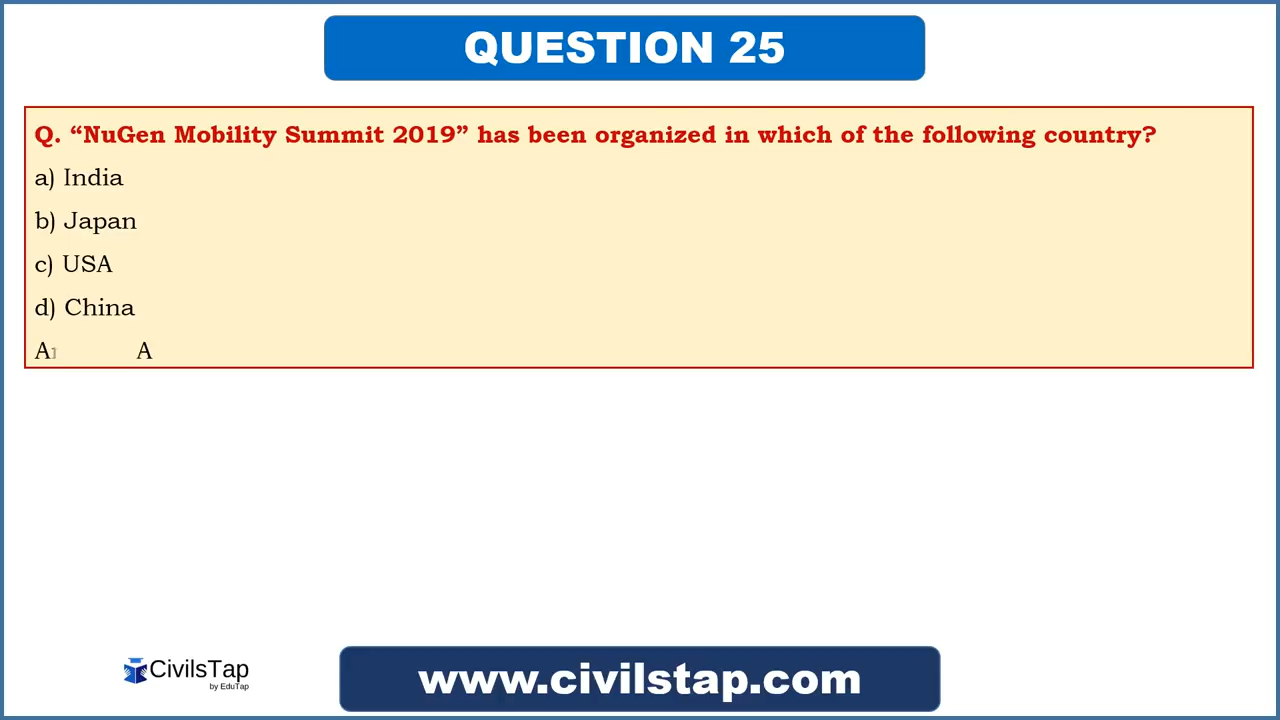 QUESTION 25
Q. “NuGen Mobility Summit 2019” has been organized in which of the following country?
a) India
b) Japan
c) USA
d) China
A A
CivilsTap
by EduTap
www.civilstap.com